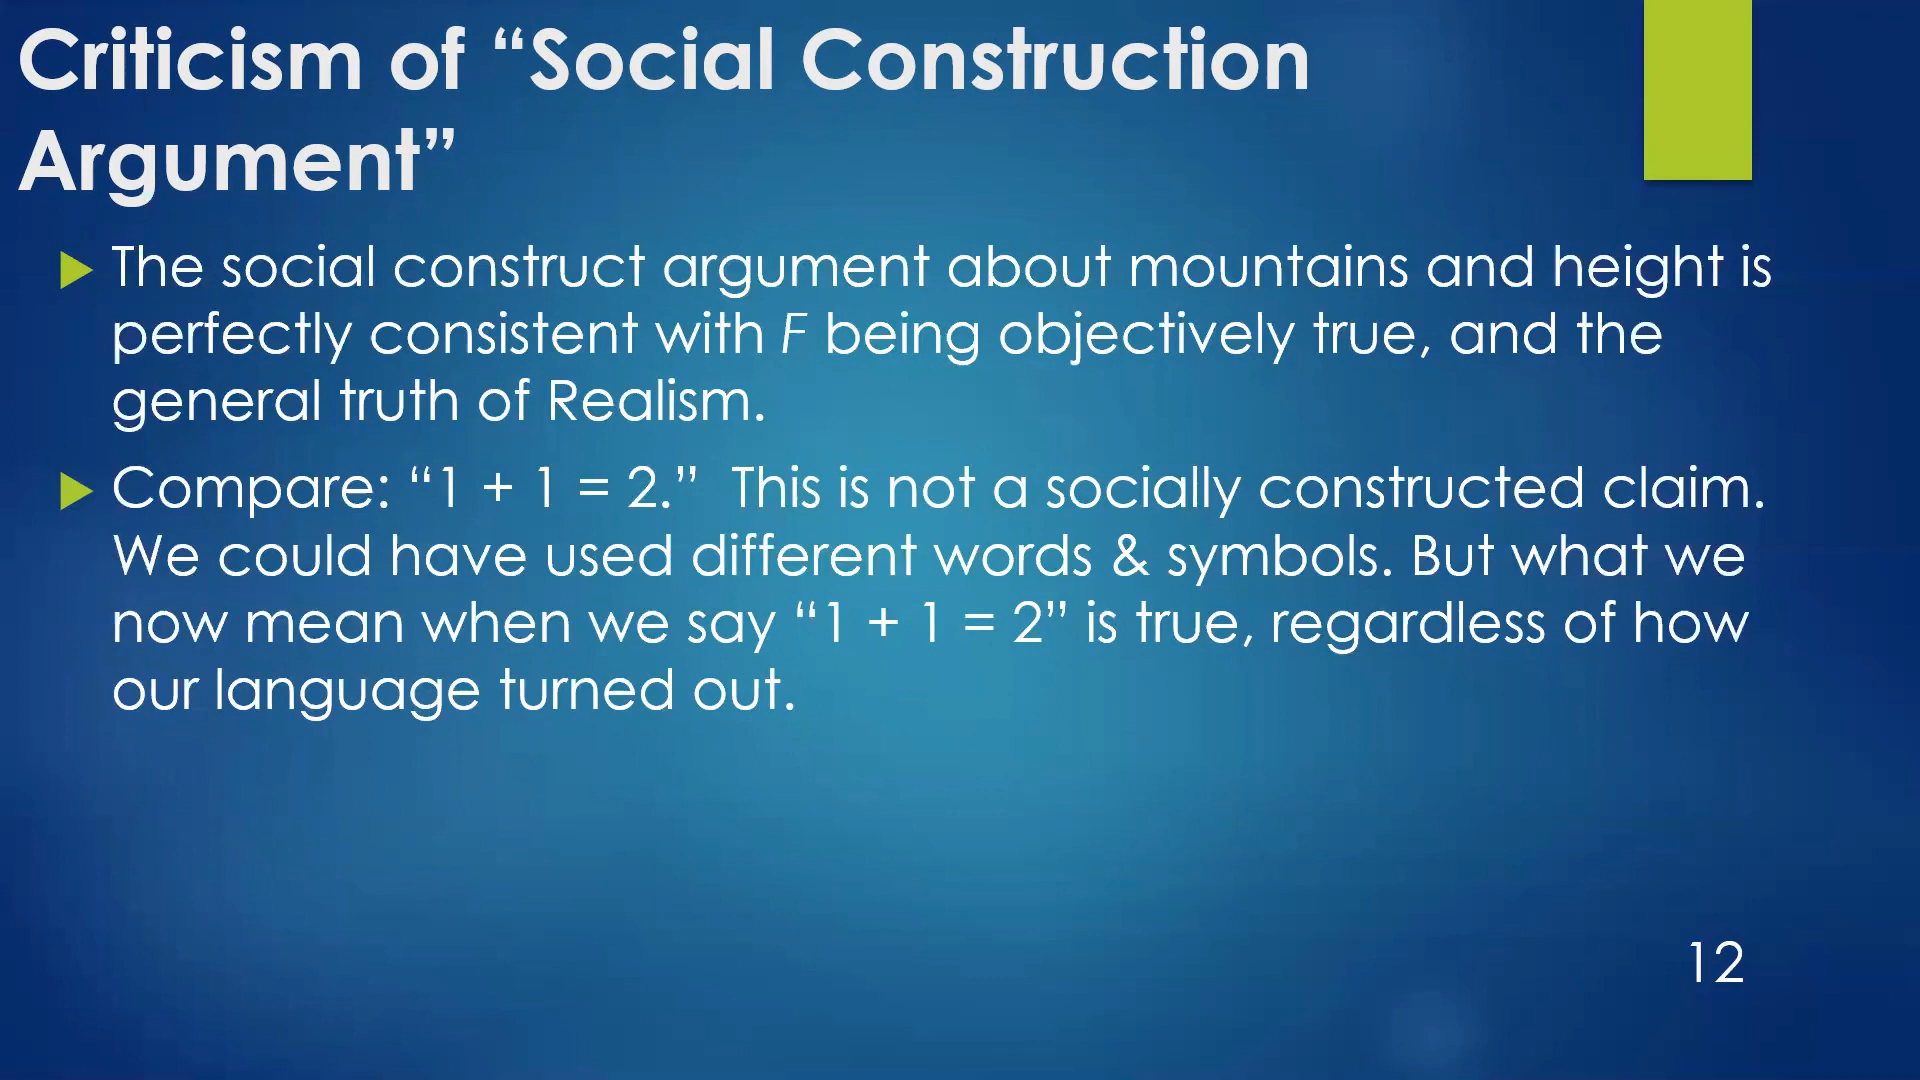 Criticism of “Social Construction
Argument”
The social construct argument about mountains and height is
perfectly consistent with F being objectively true, and the
general truth of Realism.
Compare: “1 + 1 = 2.”  This is not a socially constructed claim.
We could have used different words & symbols. But what we
now mean when we say “1 + 1 = 2” is true, regardless of how
our language turned out.
12